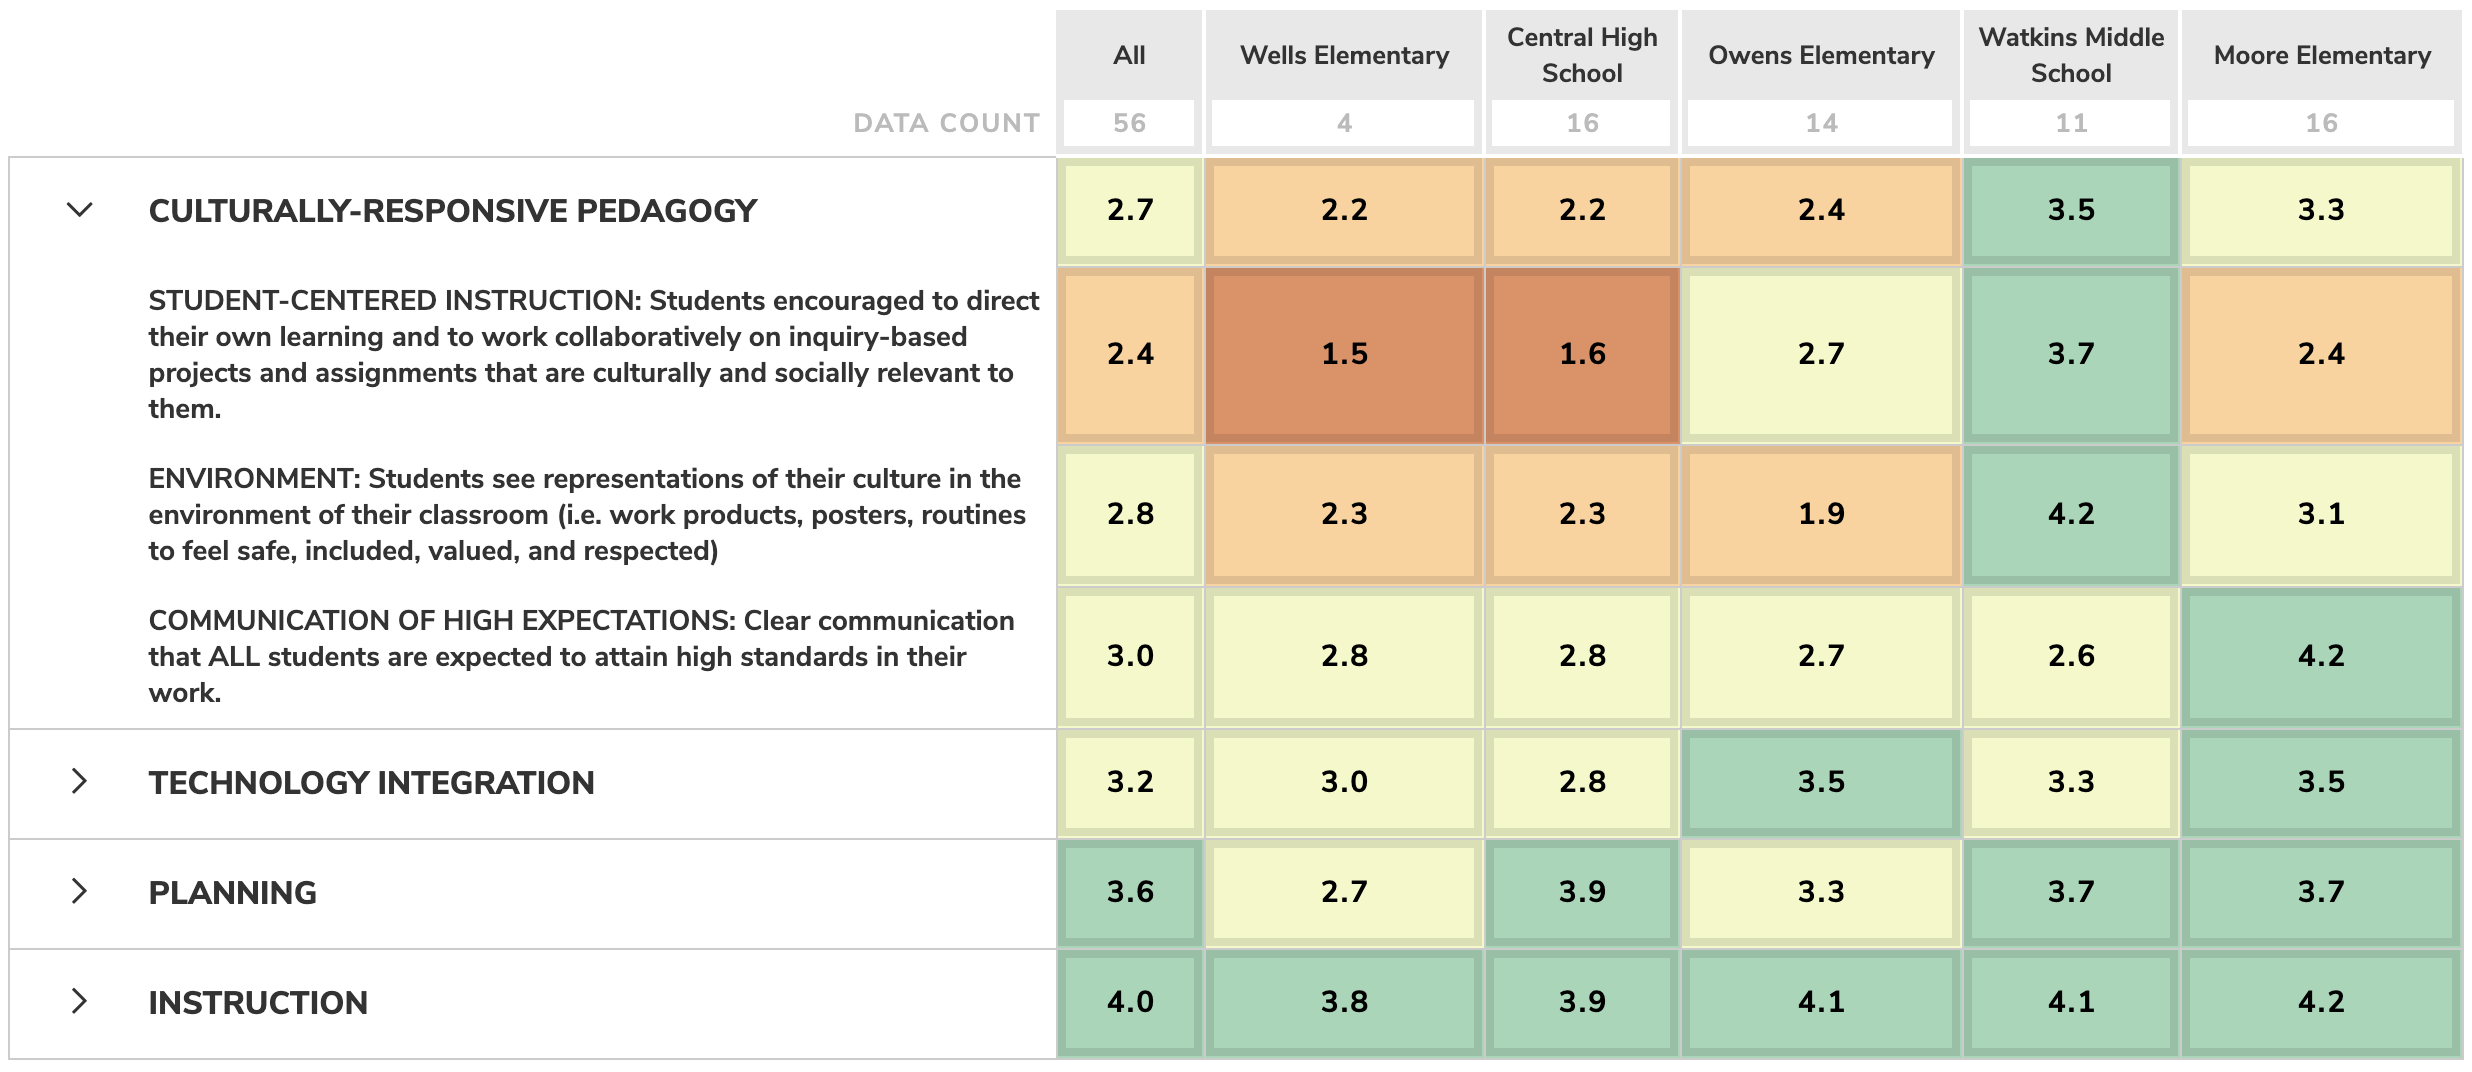 All
Wells Elementary
Central High
School
Owens Elementary
Watkins Middle
School
Moore Elementary
DATA COUNT 56 4 16 14 11 16
CULTURALLY-RESPONSIVE PEDAGOGY 2.7 2.2 2.2 2.4 3.5 3.3
STUDENT-CENTERED INSTRUCTION: Students encouraged to direct
their own learning and to work collaboratively on inquiry-based
projects and assignments that are culturally and socially relevant to
them.
2.4 1.5 1.6 2.7 3.7 2.4
ENVIRONMENT: Students see representations of their culture in the
environment of their classroom (i.e. work products, posters, routines
to feel safe, included, valued, and respected)
2.8 2.3 2.3 1.9 4.2 3.1
COMMUNICATION OF HIGH EXPECTATIONS: Clear communication
that ALL students are expected to attain high standards in their
work.
3.0 2.8 2.8 2.7 2.6 4.2
TECHNOLOGY INTEGRATION 3.2 3.0 2.8 3.5 3.3 3.5
PLANNING 3.6 2.7 3.9 3.3 3.7 3.7
INSTRUCTION 4.0 3.8 3.9 4.1 4.1 4.2